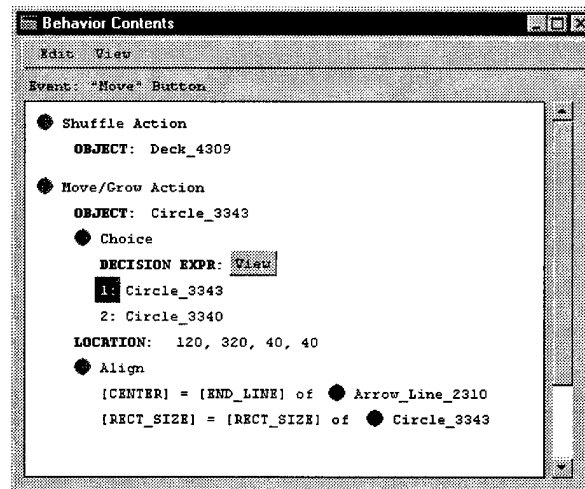 Behavior Contents
Edit View
Event: "Move" Button
Shuffle Action
OBJECT: Deck_4309
Move/Grow Action
OBJECT: Circle_3343
Choice
DECISION EXPR: View
1: Circle_3343
2: Circle_3340
LOCATION: 120, 320, 40, 40
Align
[CENTER] = [END_LINE] of Arrow_Line_2310
[RECT_SIZE] = [RECT_SIZE] of Circle_3343